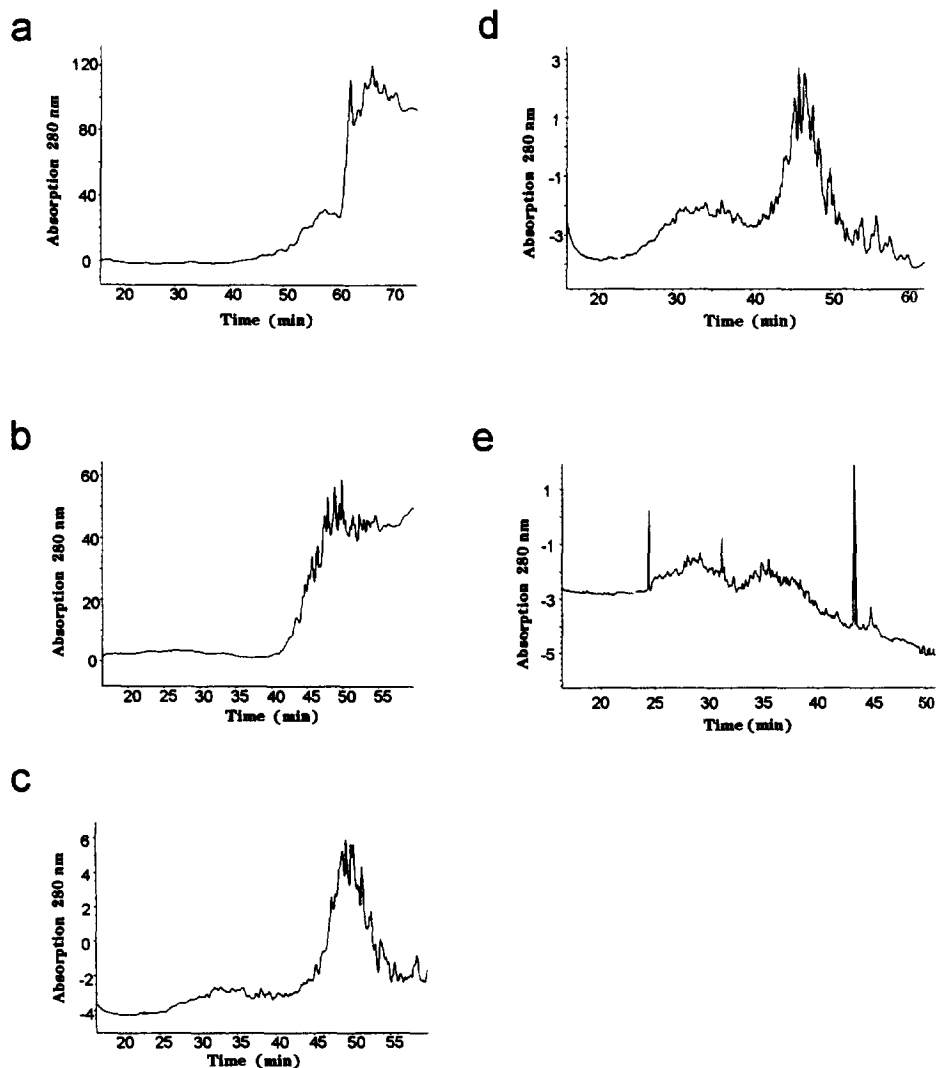 a
120
80
40
0
Absorption 280 nm
20 30 40 50 60 70
Time (min)
b
60
40
20
0
Absorption 280 nm
20 25 30 35 40 45 50 55
Time (min)
c
6
4
2
0
-2
-4
Absorption 280 nm
20 25 30 35 40 45 50 55
Time (min)
d
3
1
-1
-3
Absorption 280 nm
20 30 40 50 60
Time (min)
e
1
-1
-3
-5
Absorption 280 nm
20 25 30 35 40 45 50
Time (min)